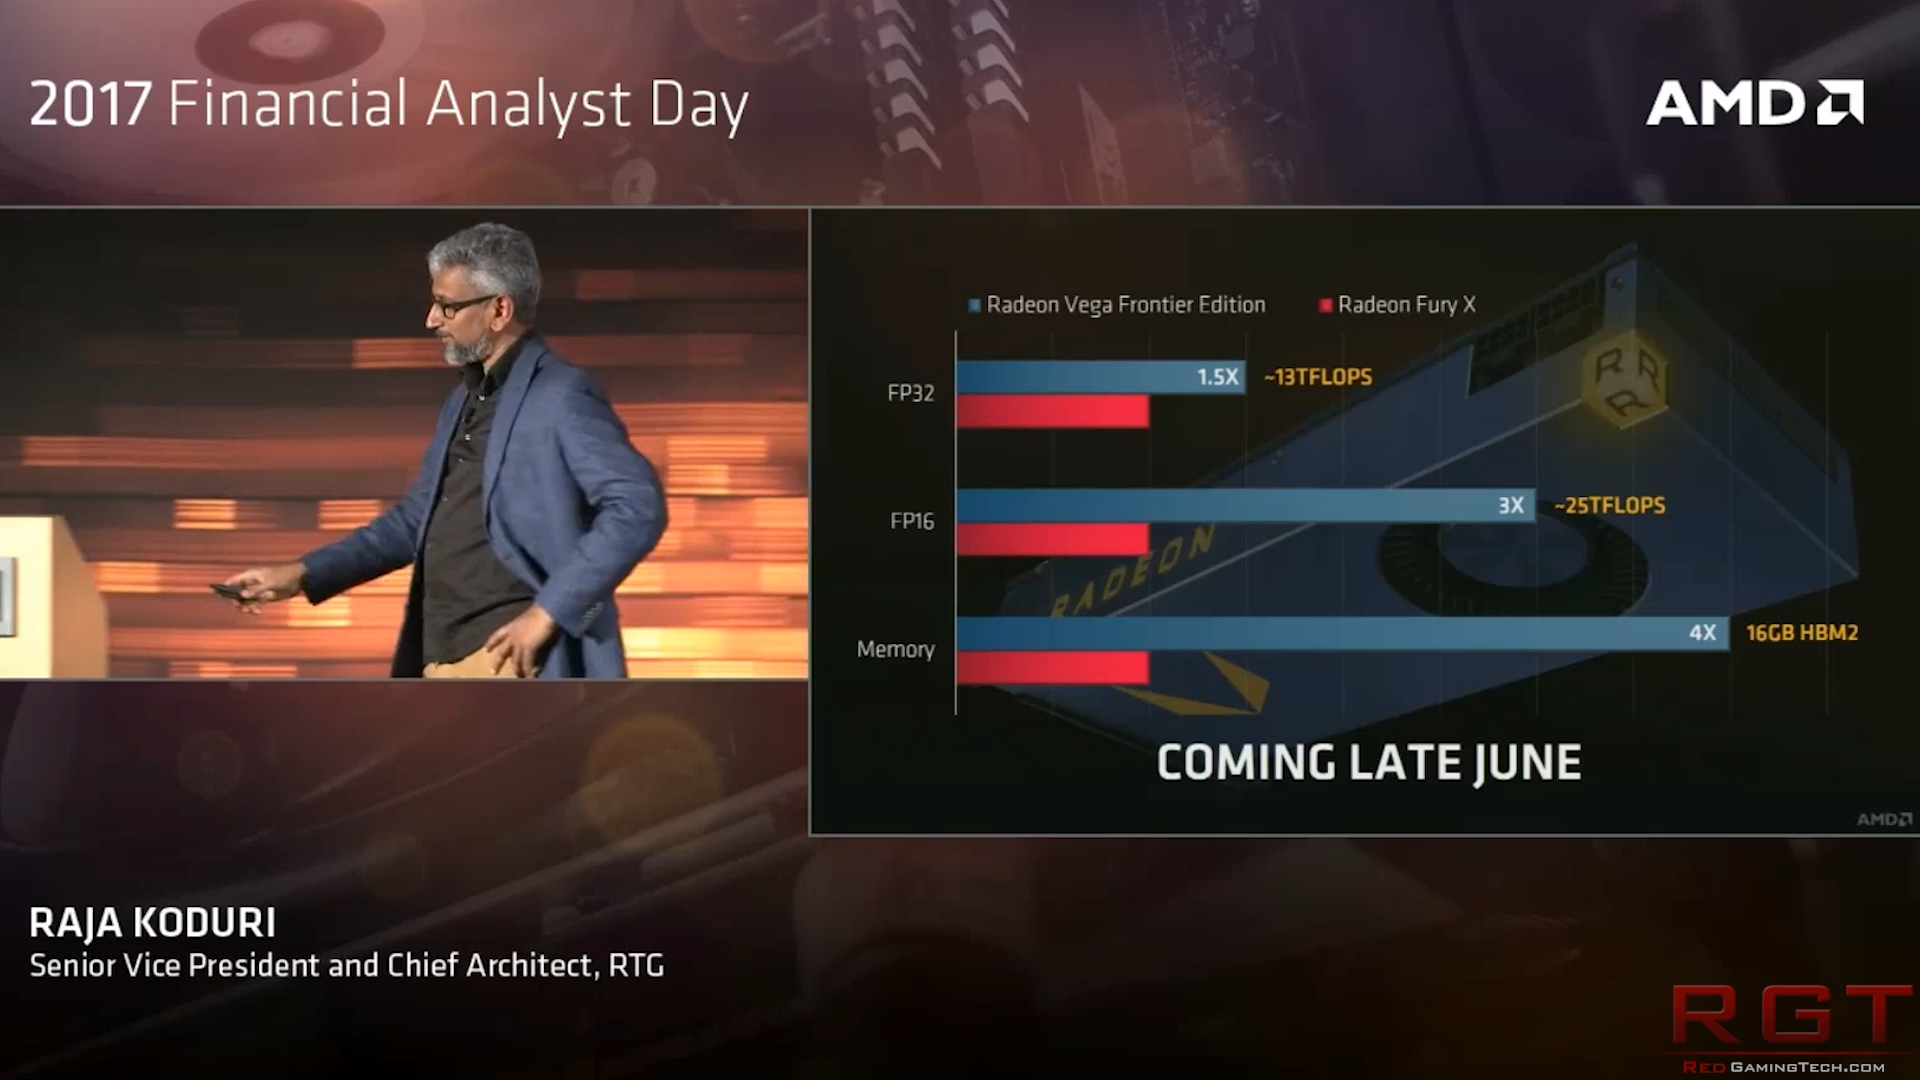 2017 Financial Analyst Day
AMD
Radeon Vega Frontier Edition
Radeon Fury X
FP32
1.5X
~13TFLOPS
FP16
3X
~25TFLOPS
Memory
4X
16GB HBM2
R R R
RADEON
COMING LATE JUNE
AMD
RAJA KODURI
Senior Vice President and Chief Architect, RTG
RGT
REDGAMINGTECH.COM